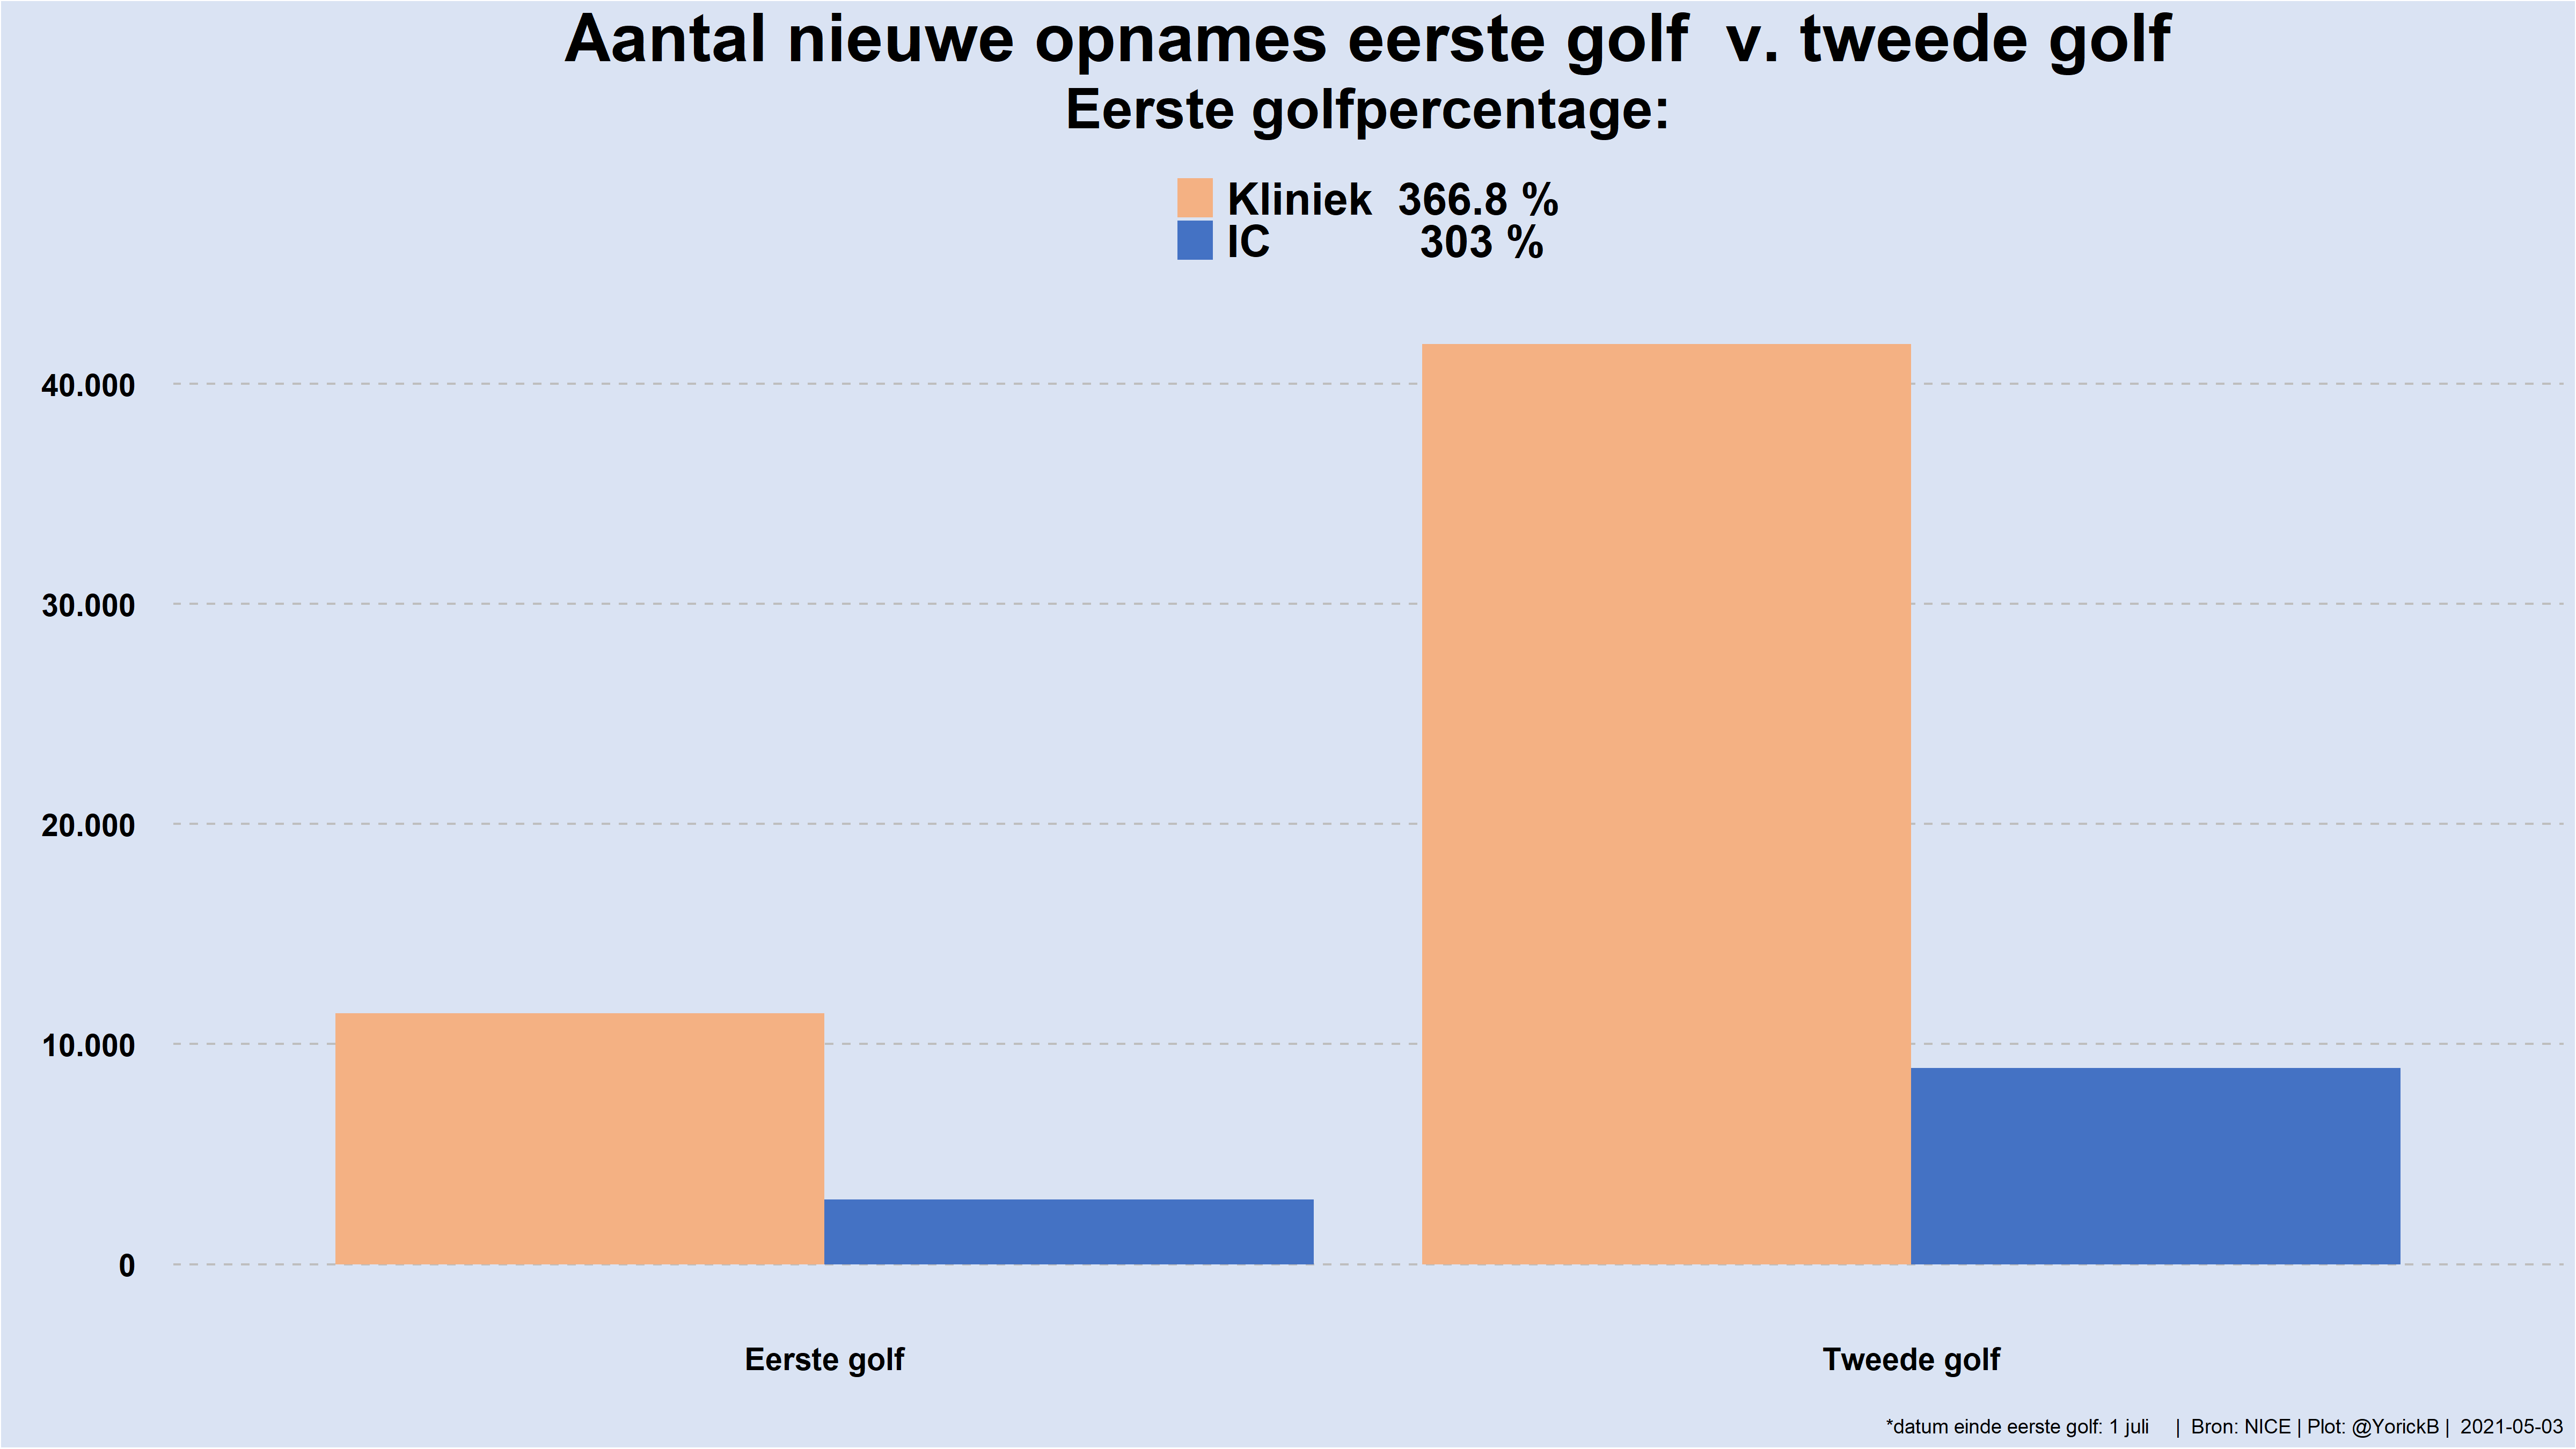 Aantal nieuwe opnames eerste golf  v. tweede golf
Eerste golfpercentage:
Kliniek  366.8 %
IC  303 %
40.000
30.000
20.000
10.000
0
Eerste golf  Tweede golf
*datum einde eerste golf: 1 juli  |  Bron: NICE | Plot: @YorickB |  2021-05-03